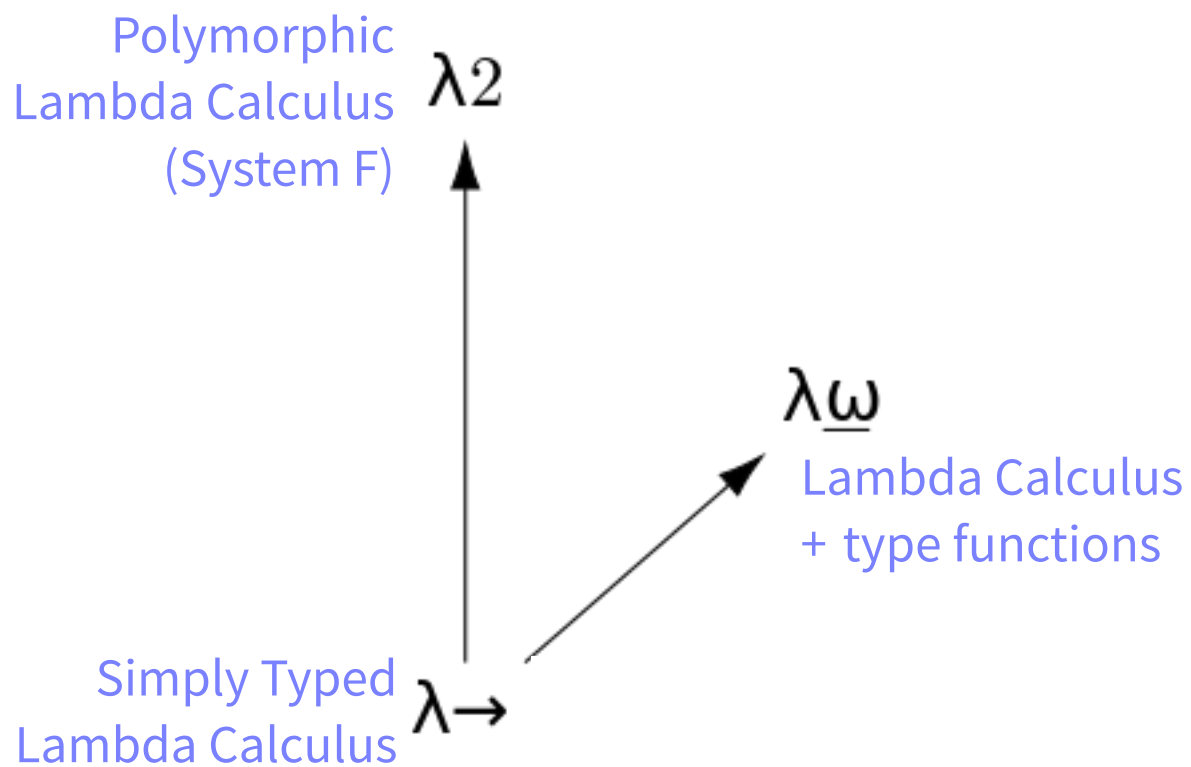 Polymorphic
Lambda Calculus
(System F)
λ2
λω
Lambda Calculus
+ type functions
Simply Typed
Lambda Calculus
λ→